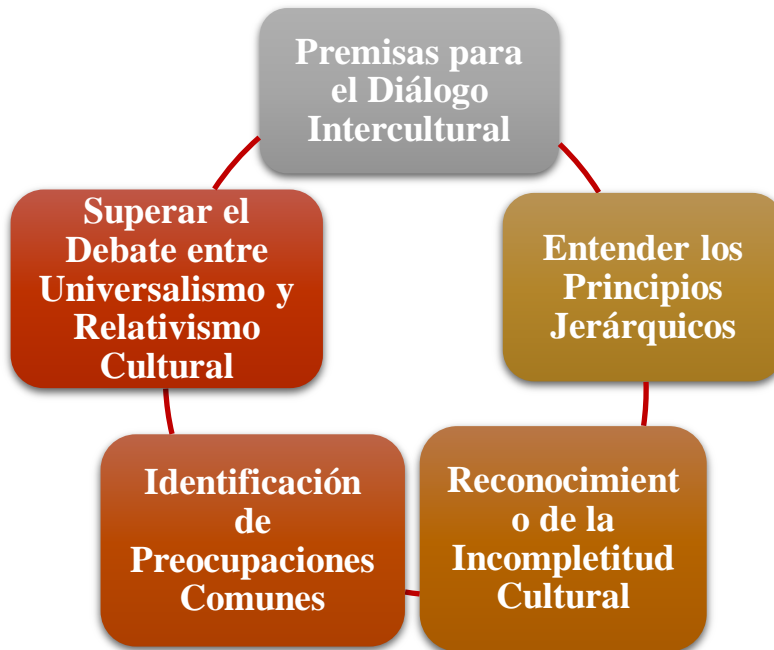 Premisas para
el Diálogo
Intercultural
Entender los
Principios
Jerárquicos
Reconocimient
o de la
Incompletitud
Cultural
Identificación
de
Preocupaciones
Comunes
Superar el
Debate entre
Universalismo y
Relativismo
Cultural